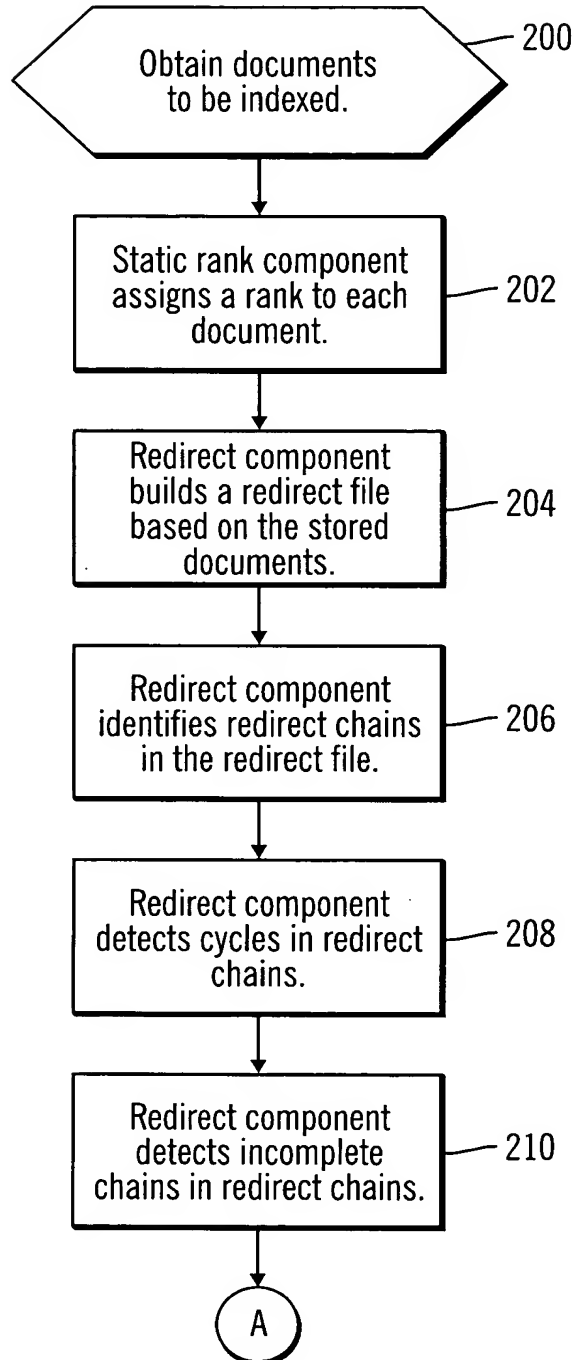 Obtain documents
to be indexed.
200
Static rank component
assigns a rank to each
document.
202
Redirect component
builds a redirect file
based on the stored
documents.
204
Redirect component
identifies redirect chains
in the redirect file.
206
Redirect component
detects cycles in redirect
chains.
208
Redirect component
detects incomplete
chains in redirect chains.
210
A